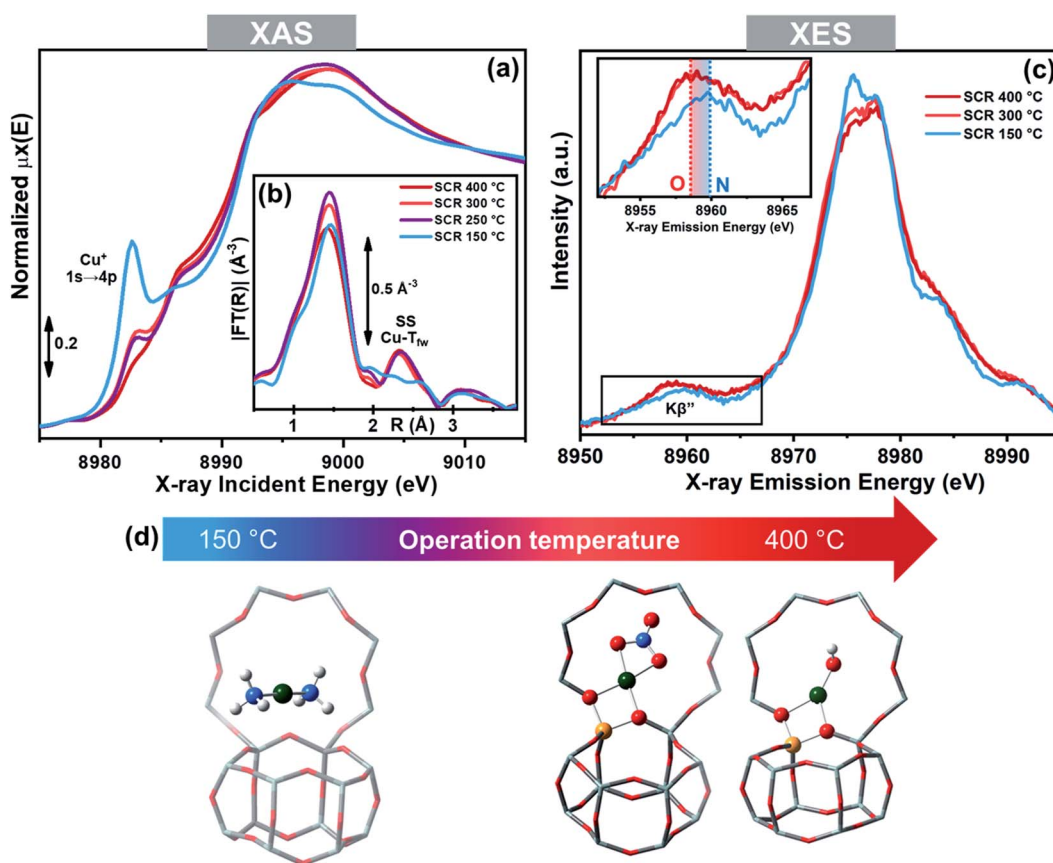 XAS
XES
(a)
Normalized μx(E)
Cu⁺
1s→4p
0.2
8980
8990
9000
9010
X-ray Incident Energy (eV)
(b)
SCR 400 °C
SCR 300 °C
SCR 250 °C
SCR 150 °C
|FT(R)| (Å⁻³)
0.5 Å⁻³
SS
Cu-T_fw
1
2
R (Å)
3
(c)
SCR 400 °C
SCR 300 °C
SCR 150 °C
O
N
8955
8960
8965
X-ray Emission Energy (eV)
Intensity (a.u.)
Kβ”
8950
8960
8970
8980
8990
X-ray Emission Energy (eV)
(d)
150 °C
Operation temperature
400 °C